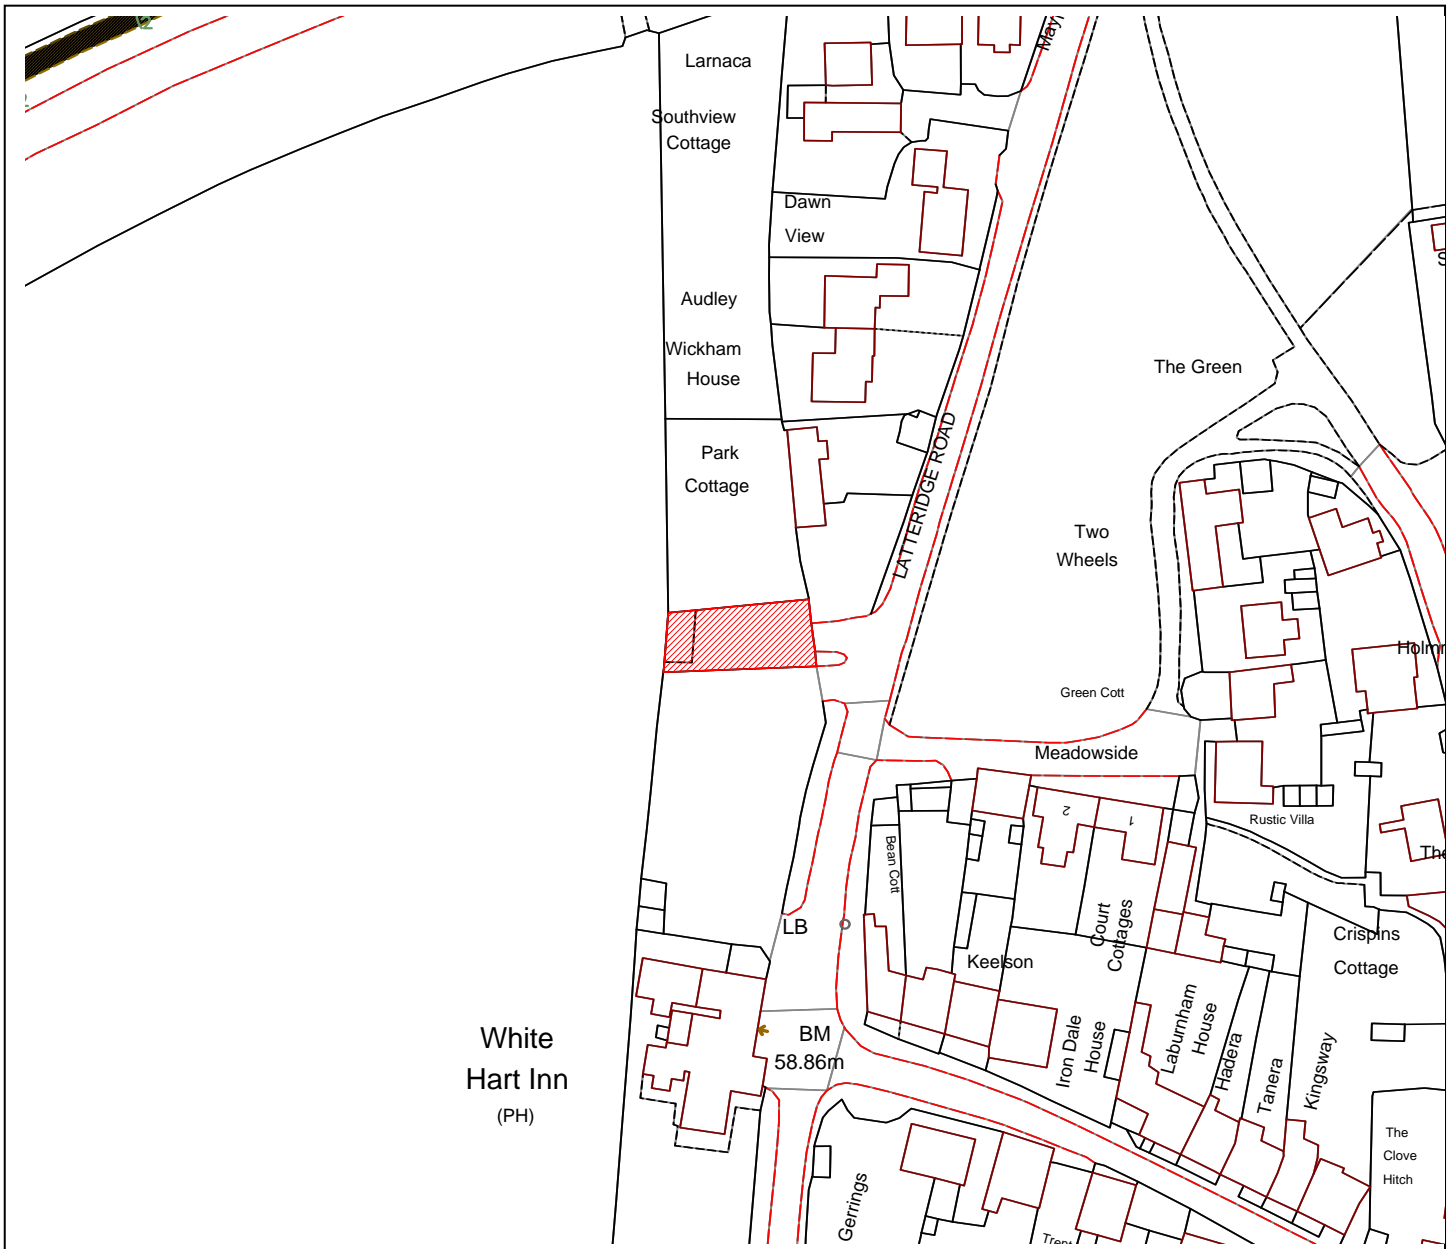 Larnaca
Southview
Cottage
Dawn
View
Audley
Wickham
House
Park
Cottage
LATTERIDGE ROAD
The Green
Two
Wheels
Green Cott
Meadowside
2
1
Rustic Villa
Bean Cott
LB
Keelson
Court
Cottages
Crispins
Cottage
White
Hart Inn
(PH)
BM
58.86m
Iron Dale
House
Laburnham
House
Hadera
Tanera
Kingsway
The
Clove
Hitch
Gerrings